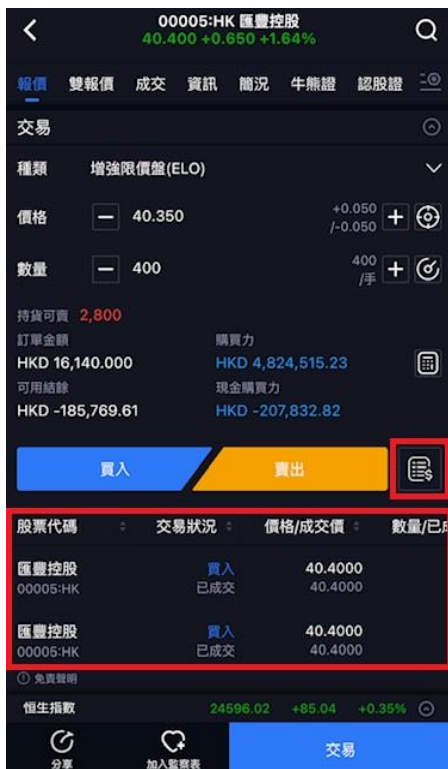 00005:HK 匯豐控股
40.400 +0.650 +1.64%
報價 雙報價 成交 資訊 簡況 牛熊證 認股證
交易
種類 增強限價盤(ELO)
價格 40.350 +0.050 /-0.050
數量 400 400 /手
持貨可賣 2,800
訂單金額 購買力
HKD 16,140.000 HKD 4,824,515.23
可用結餘 現金購買力
HKD -185,769.61 HKD -207,832.82
買入 賣出
股票代碼 交易狀況 價格/成交價 數量/已
匯豐控股 買入 40.4000
00005:HK 已成交 40.4000
匯豐控股 買入 40.4000
00005:HK 已成交 40.4000
免責聲明
恒生指數 24596.02 +85.04 +0.35%
分享 加入監察表 交易